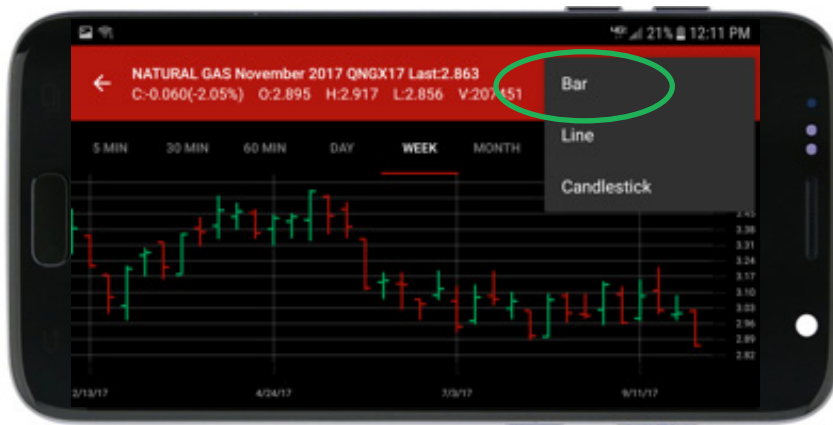 4G 21% 12:11 PM
NATURAL GAS November 2017 QNGX17 Last:2.863
C:-0.060(-2.05%) O:2.895 H:2.917 L:2.856 V:207451
Bar
Line
Candlestick
5 MIN 30 MIN 60 MIN DAY WEEK MONTH
3.45
3.38
3.31
3.24
3.17
3.10
3.03
2.96
2.89
2.82
2/13/17 4/24/17 7/3/17 9/11/17